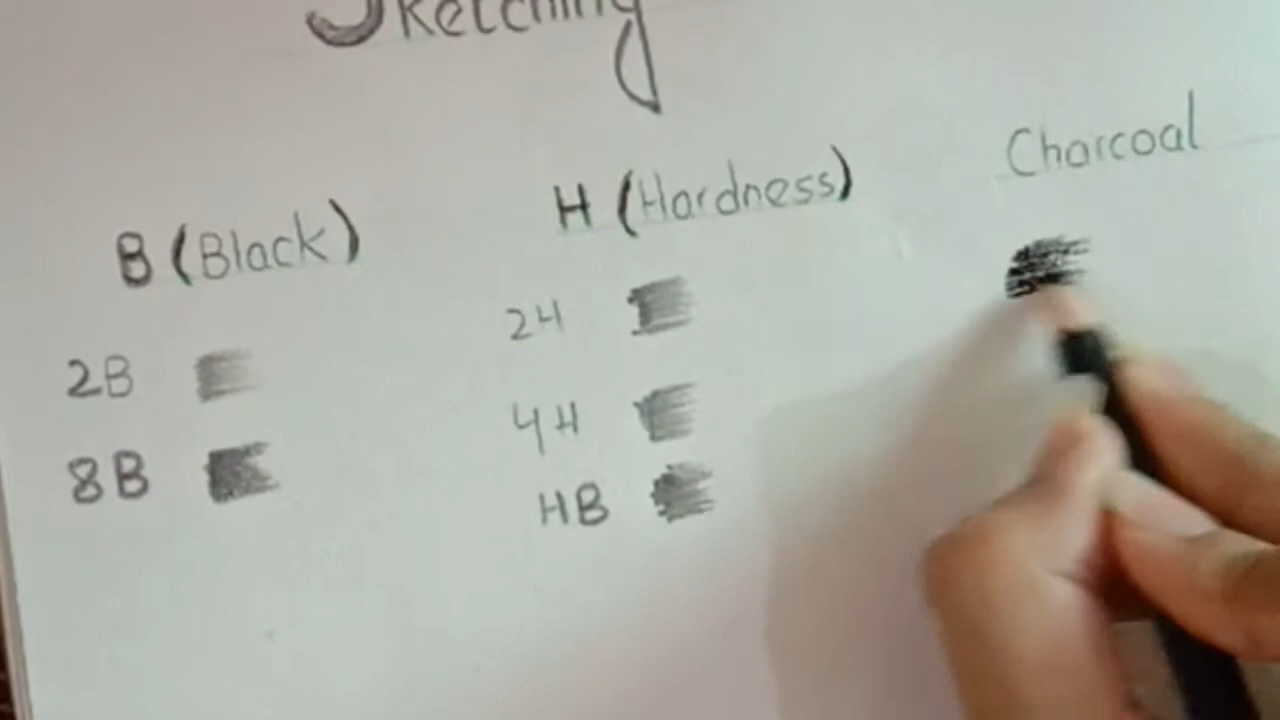 Sketching
B (Black)
2B
8B
H (Hardness)
2H
4H
HB
Charcoal